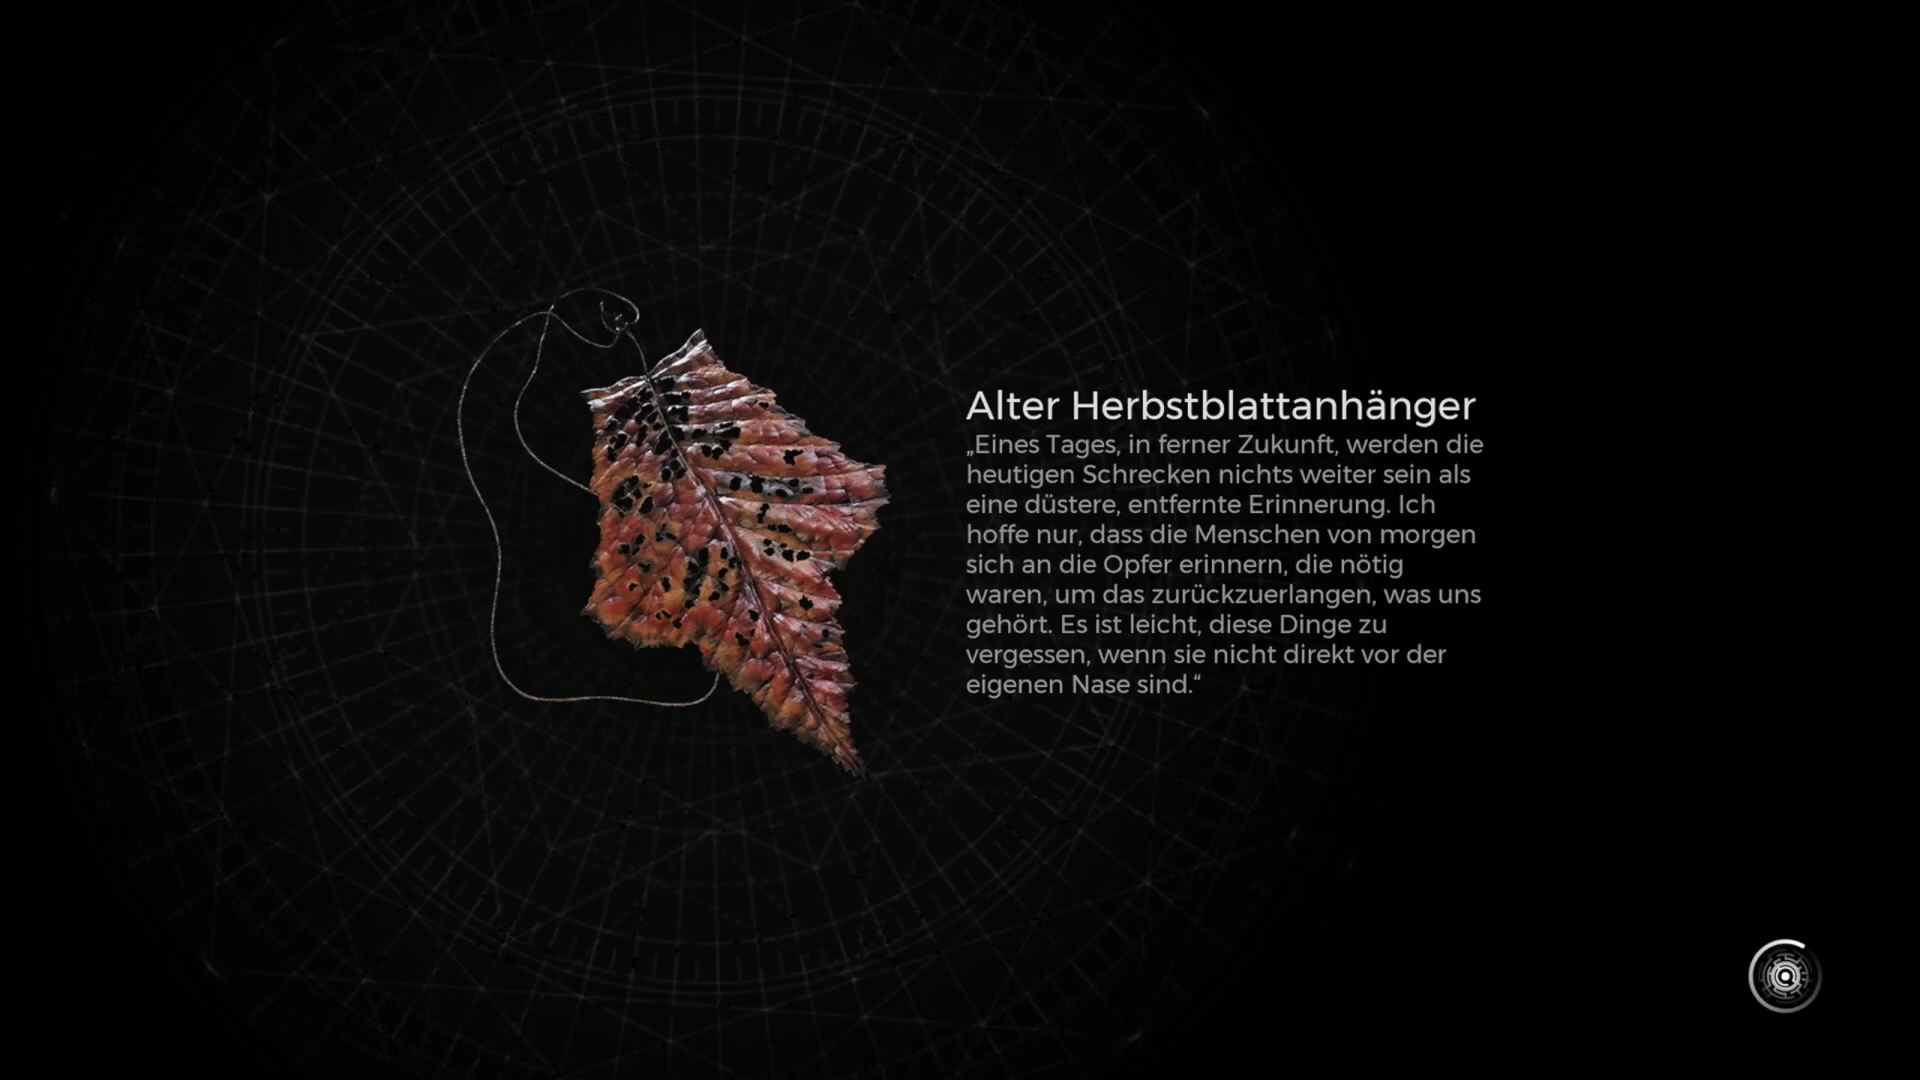 Alter Herbstblattanhänger
„Eines Tages, in ferner Zukunft, werden die
heutigen Schrecken nichts weiter sein als
eine düstere, entfernte Erinnerung. Ich
hoffe nur, dass die Menschen von morgen
sich an die Opfer erinnern, die nötig
waren, um das zurückzuerlangen, was uns
gehört. Es ist leicht, diese Dinge zu
vergessen, wenn sie nicht direkt vor der
eigenen Nase sind.“